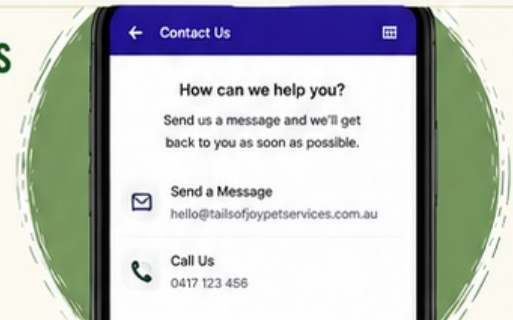 S
Contact Us
How can we help you?
Send us a message and we'll get
back to you as soon as possible.
Send a Message
hello@tailsofjoypetservices.com.au
Call Us
0417 123 456